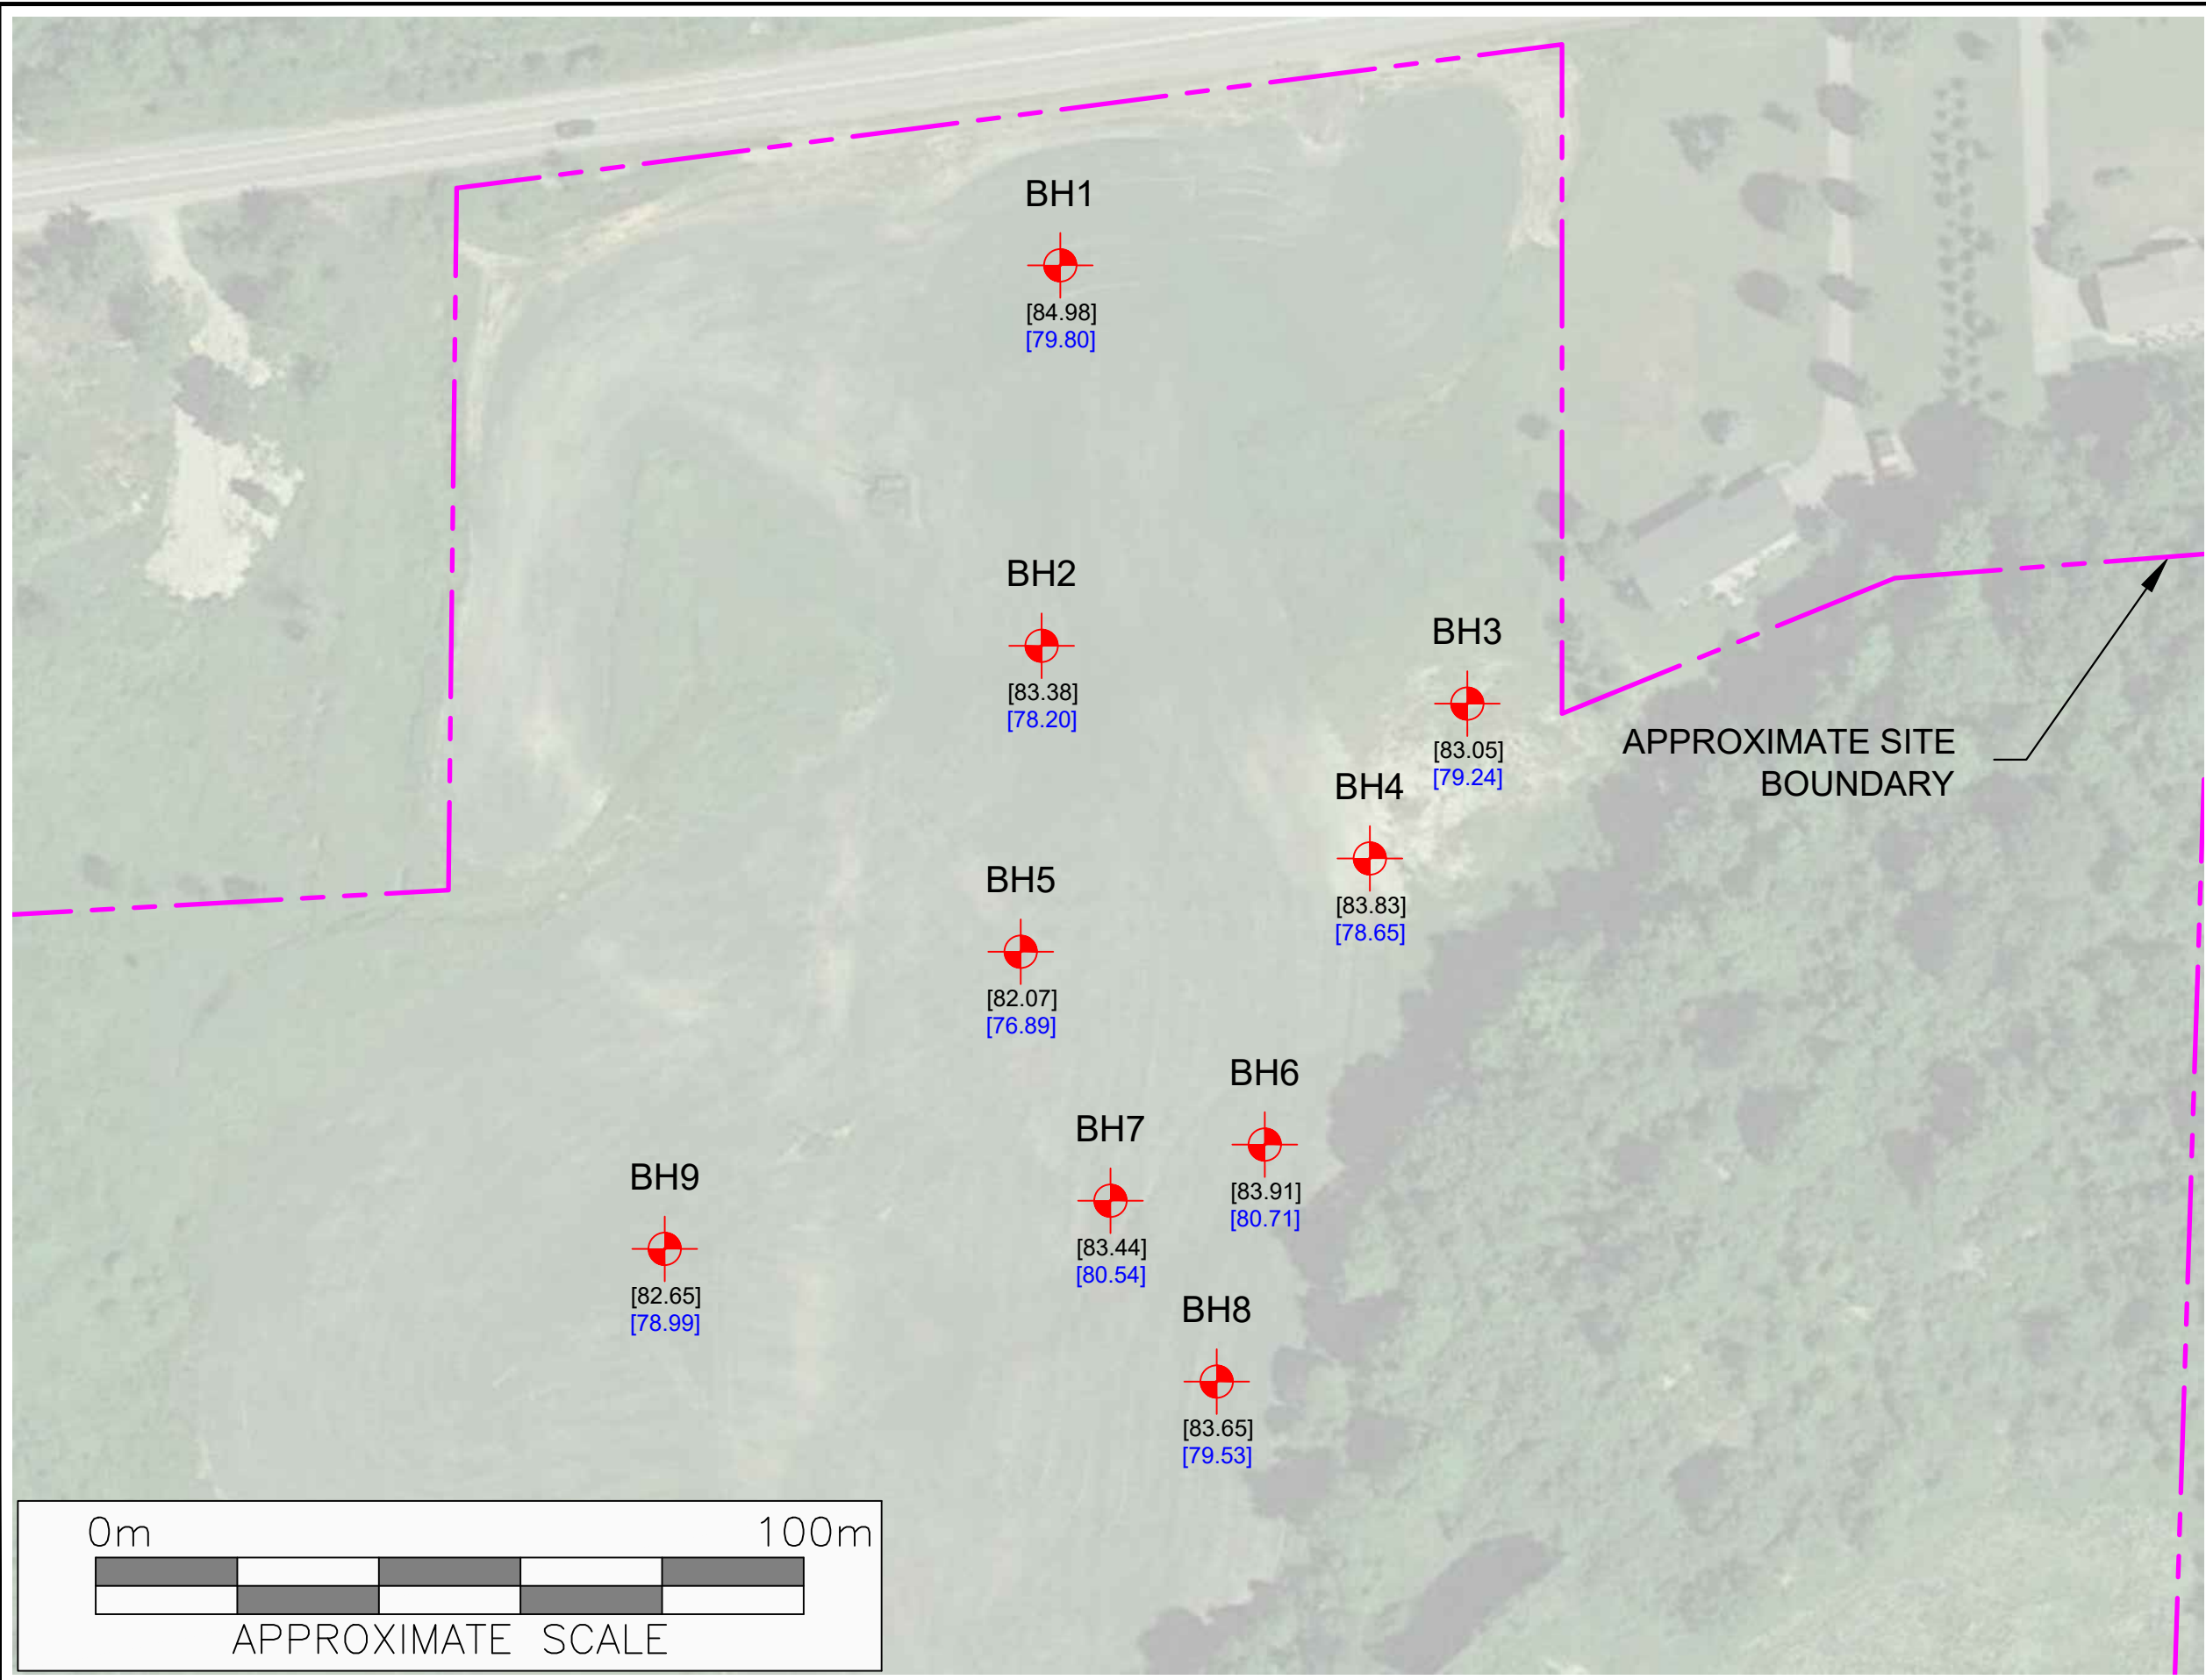 BH1
[84.98]
[79.80]
BH2
[83.38]
[78.20]
BH3
[83.05]
[79.24]
APPROXIMATE SITE
BOUNDARY
BH4
[83.83]
[78.65]
BH5
[82.07]
[76.89]
BH6
[83.91]
[80.71]
BH7
[83.44]
[80.54]
BH9
[82.65]
[78.99]
BH8
[83.65]
[79.53]
0m 100m
APPROXIMATE SCALE